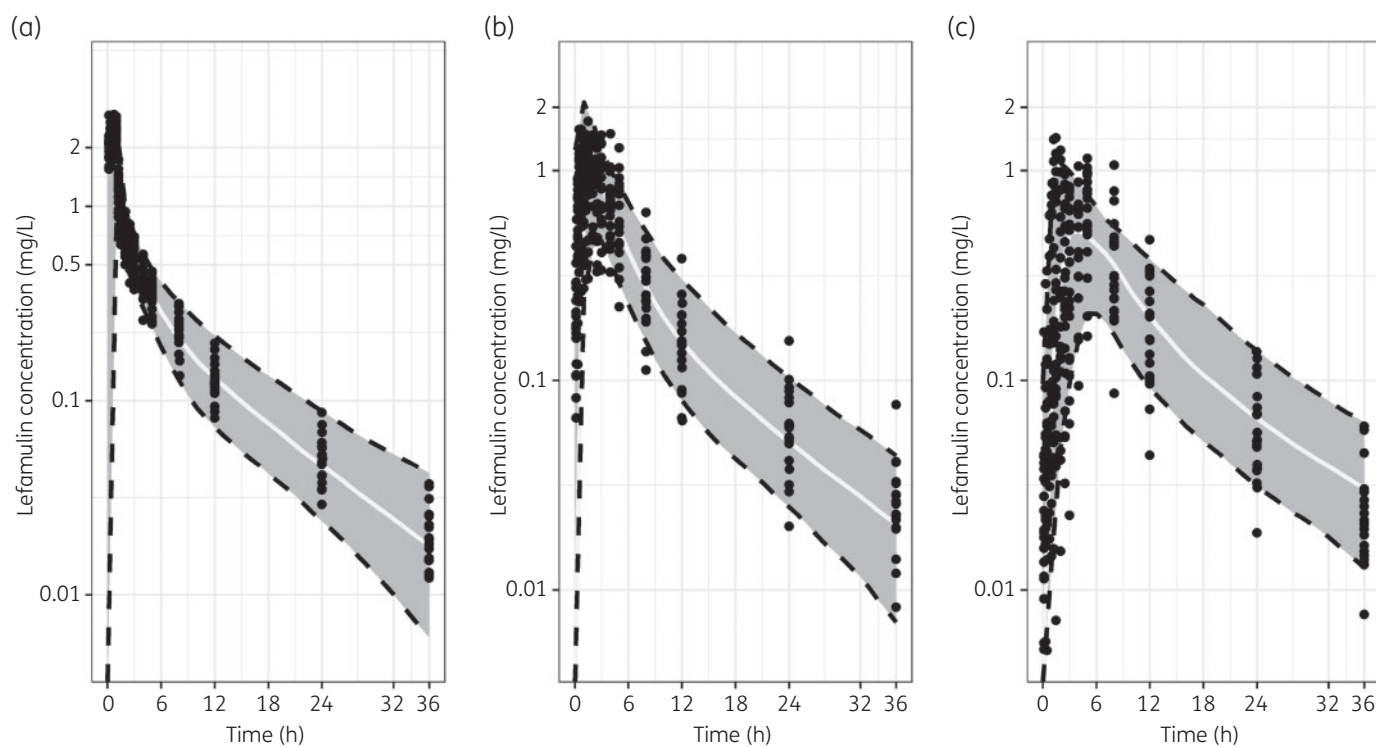 (a)
Lefamulin concentration (mg/L)
2
1
0.5
0.1
0.01
0 6 12 18 24 32 36
Time (h)
(b)
Lefamulin concentration (mg/L)
2
1
0.1
0.01
0 6 12 18 24 32 36
Time (h)
(c)
Lefamulin concentration (mg/L)
2
1
0.1
0.01
0 6 12 18 24 32 36
Time (h)